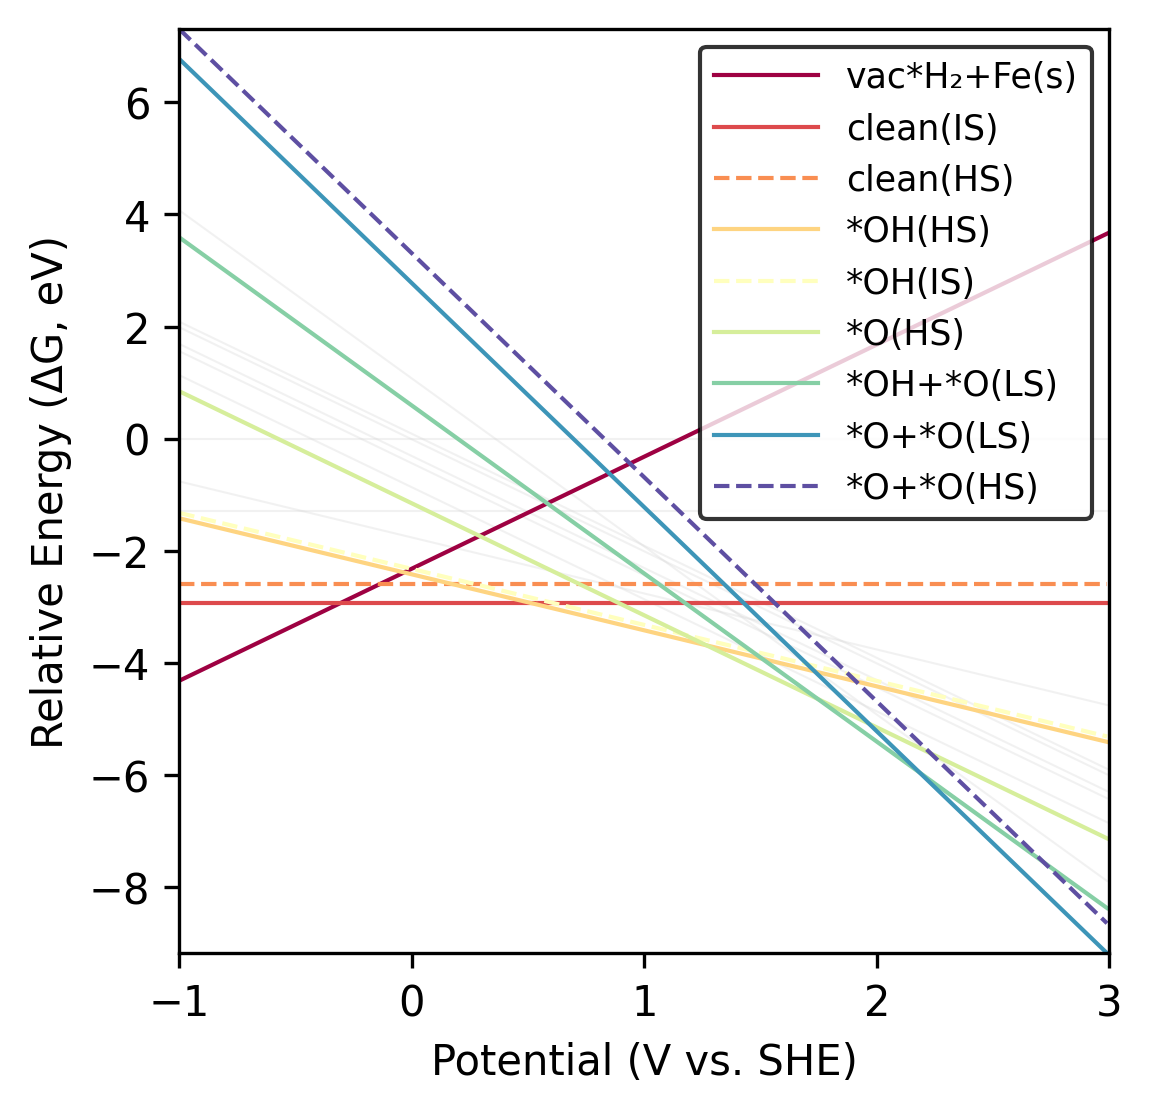 6
4
2
0
−2
−4
−6
−8
Relative Energy (ΔG, eV)
vac*H₂+Fe(s)
clean(IS)
clean(HS)
*OH(HS)
*OH(IS)
*O(HS)
*OH+*O(LS)
*O+*O(LS)
*O+*O(HS)
−1 0 1 2 3
Potential (V vs. SHE)